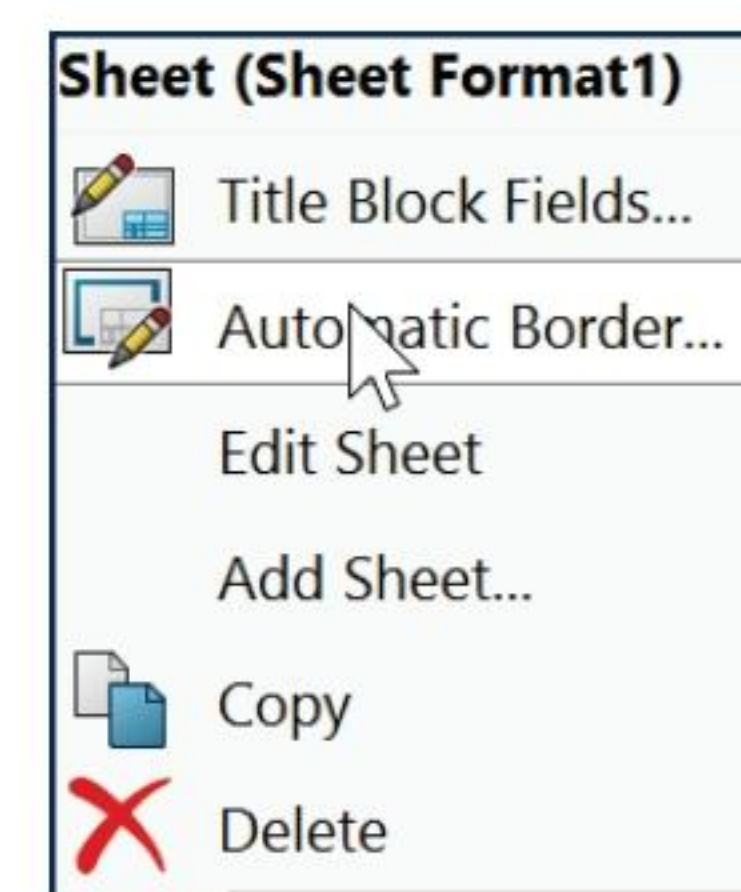 Sheet (Sheet Format1)
Title Block Fields...
Automatic Border...
Edit Sheet
Add Sheet...
Copy
Delete